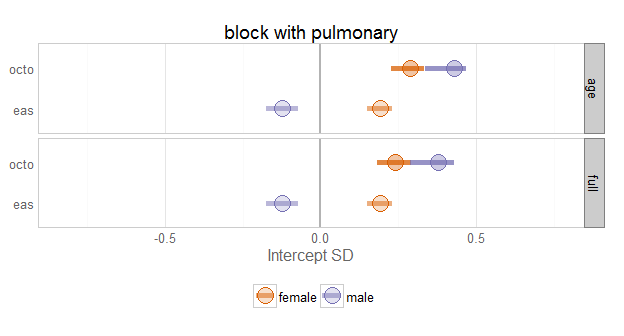 block with pulmonary
octo
eas
age
octo
eas
full
-0.5 0.0 0.5
Intercept SD
female male